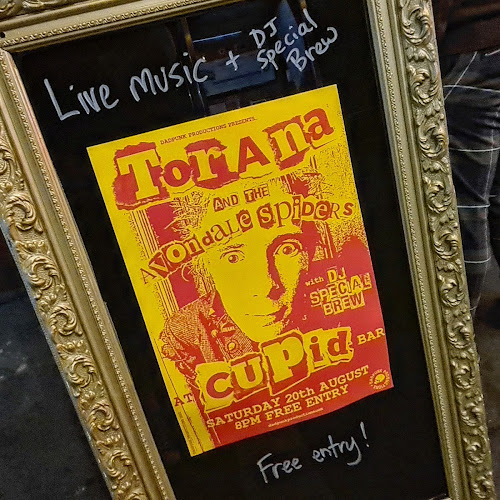 Live Music + DJ
Special
Brew
DADPUNK PRODUCTIONS PRESENTS..
TorAna
AND THE
AVONDALE SPIDERS
with DJ
SPECIAL
BREW
AT CUPid BAR
SATURDAY 20TH AUGUST
8PM FREE ENTRY
Free entry!